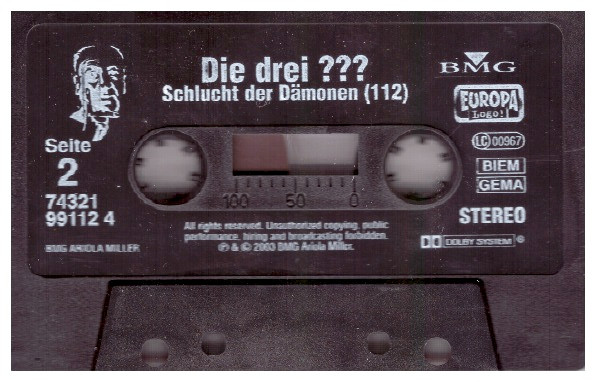 Die drei ???
Schlucht der Dämonen (112)
BMG
EUROPA
Logo!
LC 00967
BIEM
GEMA
STEREO
DOLBY SYSTEM ®
Seite
2
74321
99112 4
BMG ARIOLA MILLER
100 50 0
All rights reserved. Unauthorized copying, public
performance, hiring and broadcasting forbidden.
℗ & © 2003 BMG Ariola Miller.